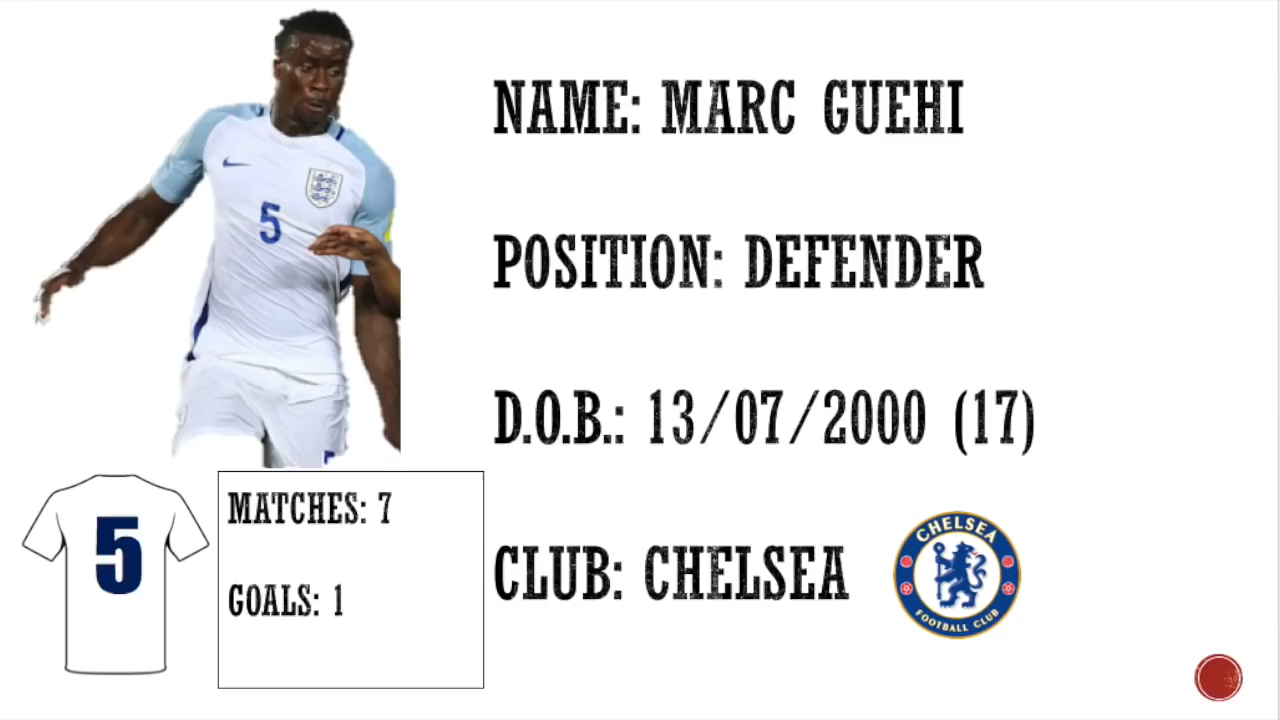 NAME: MARC GUEHI
POSITION: DEFENDER
D.O.B.: 13/07/2000 (17)
CLUB: CHELSEA
CHELSEA
FOOTBALL CLUB
5
5
MATCHES: 7
GOALS: 1